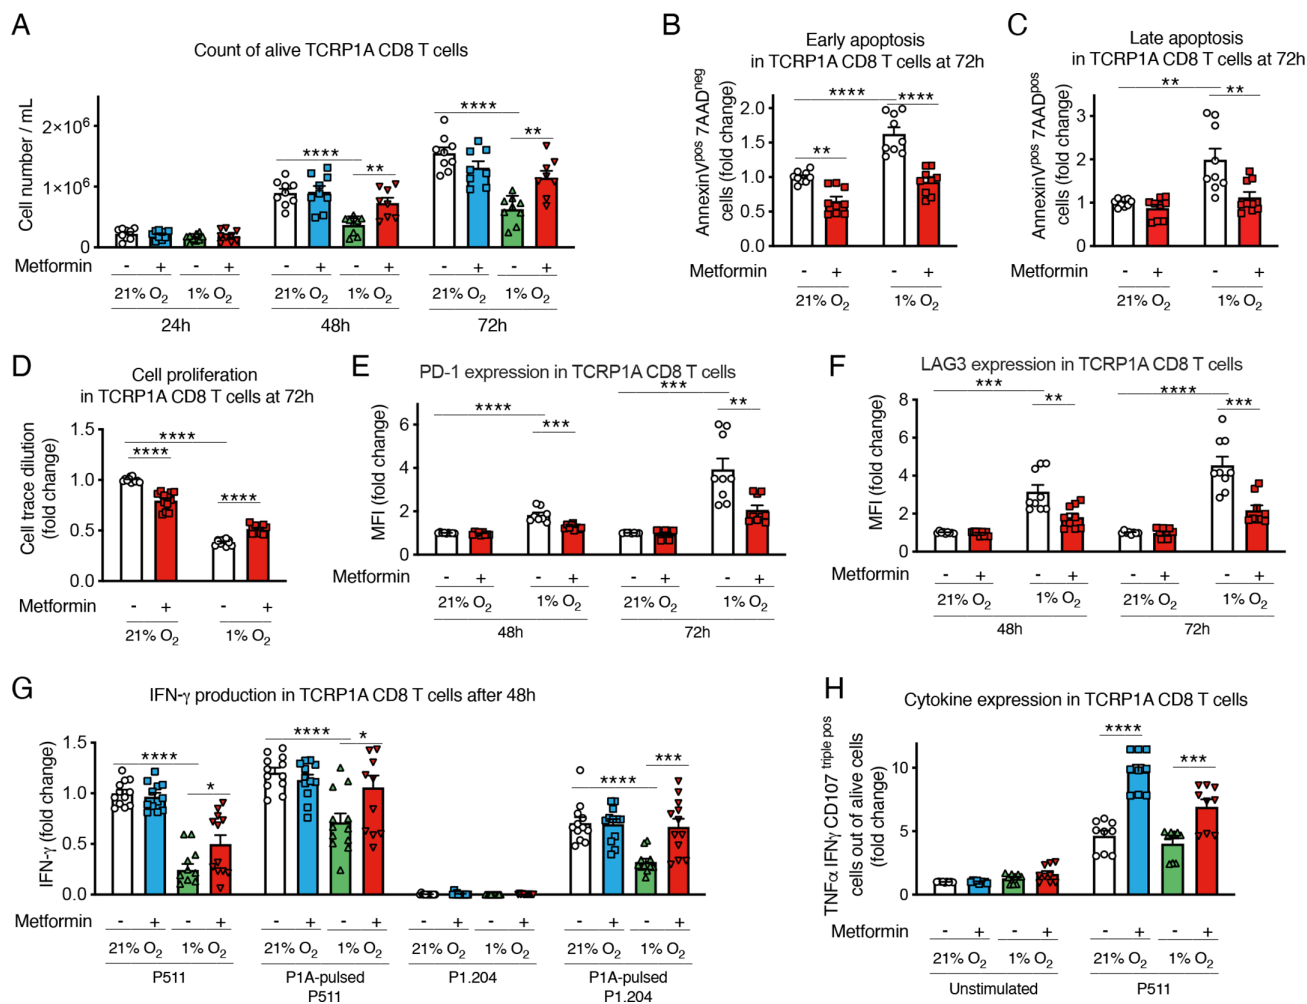 A
Count of alive TCRP1A CD8 T cells
Cell number / mL
2×10⁶
1×10⁶
0
**** ** **** **
Metformin - + - + - + - + - + - +
21% O₂ 1% O₂ 21% O₂ 1% O₂ 21% O₂ 1% O₂
24h 48h 72h
B
Early apoptosis
in TCRP1A CD8 T cells at 72h
AnnexinV^pos 7AAD^neg
cells (fold change)
2.0
1.5
1.0
0.5
0.0
** **** ****
Metformin - + - +
21% O₂ 1% O₂
C
Late apoptosis
in TCRP1A CD8 T cells at 72h
AnnexinV^pos 7AAD^pos
cells (fold change)
3
2
1
0
** **
Metformin - + - +
21% O₂ 1% O₂
D
Cell proliferation
in TCRP1A CD8 T cells at 72h
Cell trace dilution
(fold change)
1.5
1.0
0.5
0.0
****
**** ****
Metformin - + - +
21% O₂ 1% O₂
E
PD-1 expression in TCRP1A CD8 T cells
MFI (fold change)
6
4
2
0
**** *** *** **
Metformin - + - + - + - +
21% O₂ 1% O₂ 21% O₂ 1% O₂
48h 72h
F
LAG3 expression in TCRP1A CD8 T cells
MFI (fold change)
8
6
4
2
0
*** ** **** ***
Metformin - + - + - + - +
21% O₂ 1% O₂ 21% O₂ 1% O₂
48h 72h
G
IFN-γ production in TCRP1A CD8 T cells after 48h
IFN-γ (fold change)
1.5
1.0
0.5
0.0
**** * **** * **** ***
Metformin - + - + - + - + - + - + - + - +
21% O₂ 1% O₂ 21% O₂ 1% O₂ 21% O₂ 1% O₂ 21% O₂ 1% O₂
P511 P1A-pulsed P1.204 P1A-pulsed
P511 P1.204
H
Cytokine expression in TCRP1A CD8 T cells
TNFα IFNγ CD107 ^triple pos
cells out of alive cells
(fold change)
10
5
0
**** ***
Metformin - + - + - + - +
21% O₂ 1% O₂ 21% O₂ 1% O₂
Unstimulated P511